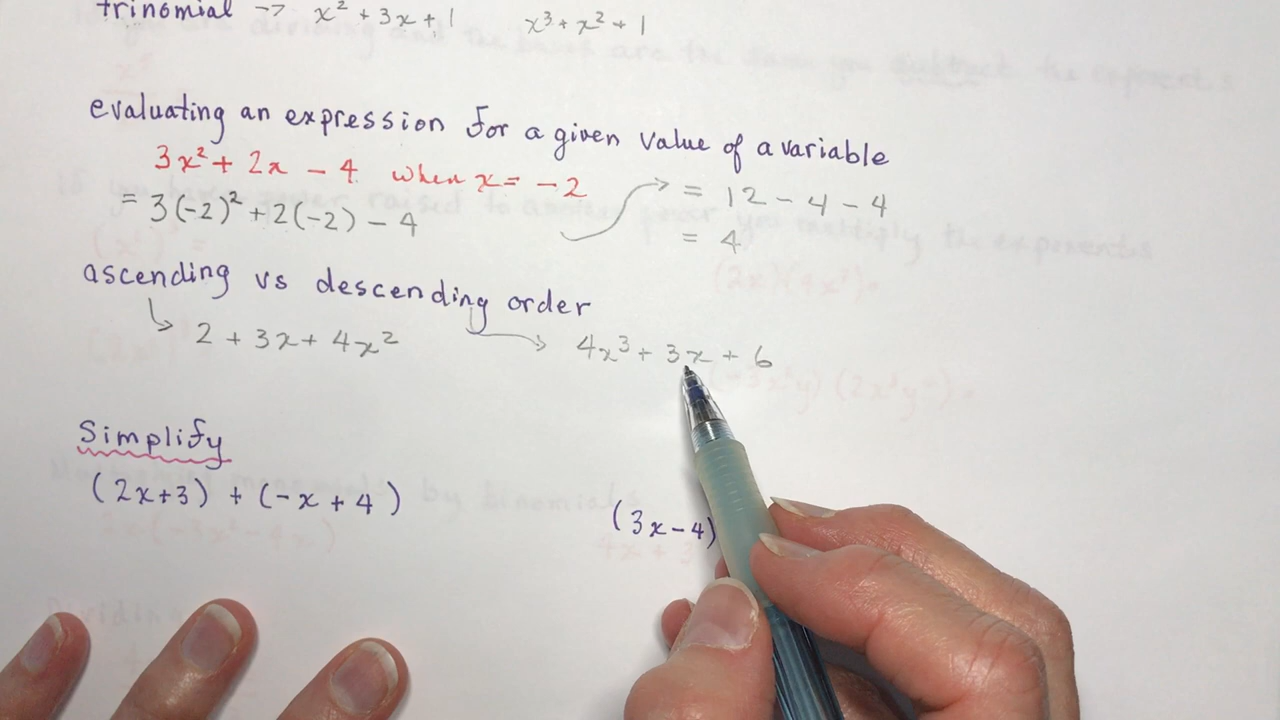 trinomial -> x² + 3x + 1 x³ + x² + 1
evaluating an expression for a given value of a variable
3x² + 2x - 4 when x = -2
= 3(-2)² + 2(-2) - 4
= 12 - 4 - 4
= 4
ascending vs descending order
2 + 3x + 4x²
4x³ + 3x + 6
Simplify
(2x+3) + (-x + 4)
(3x-4)